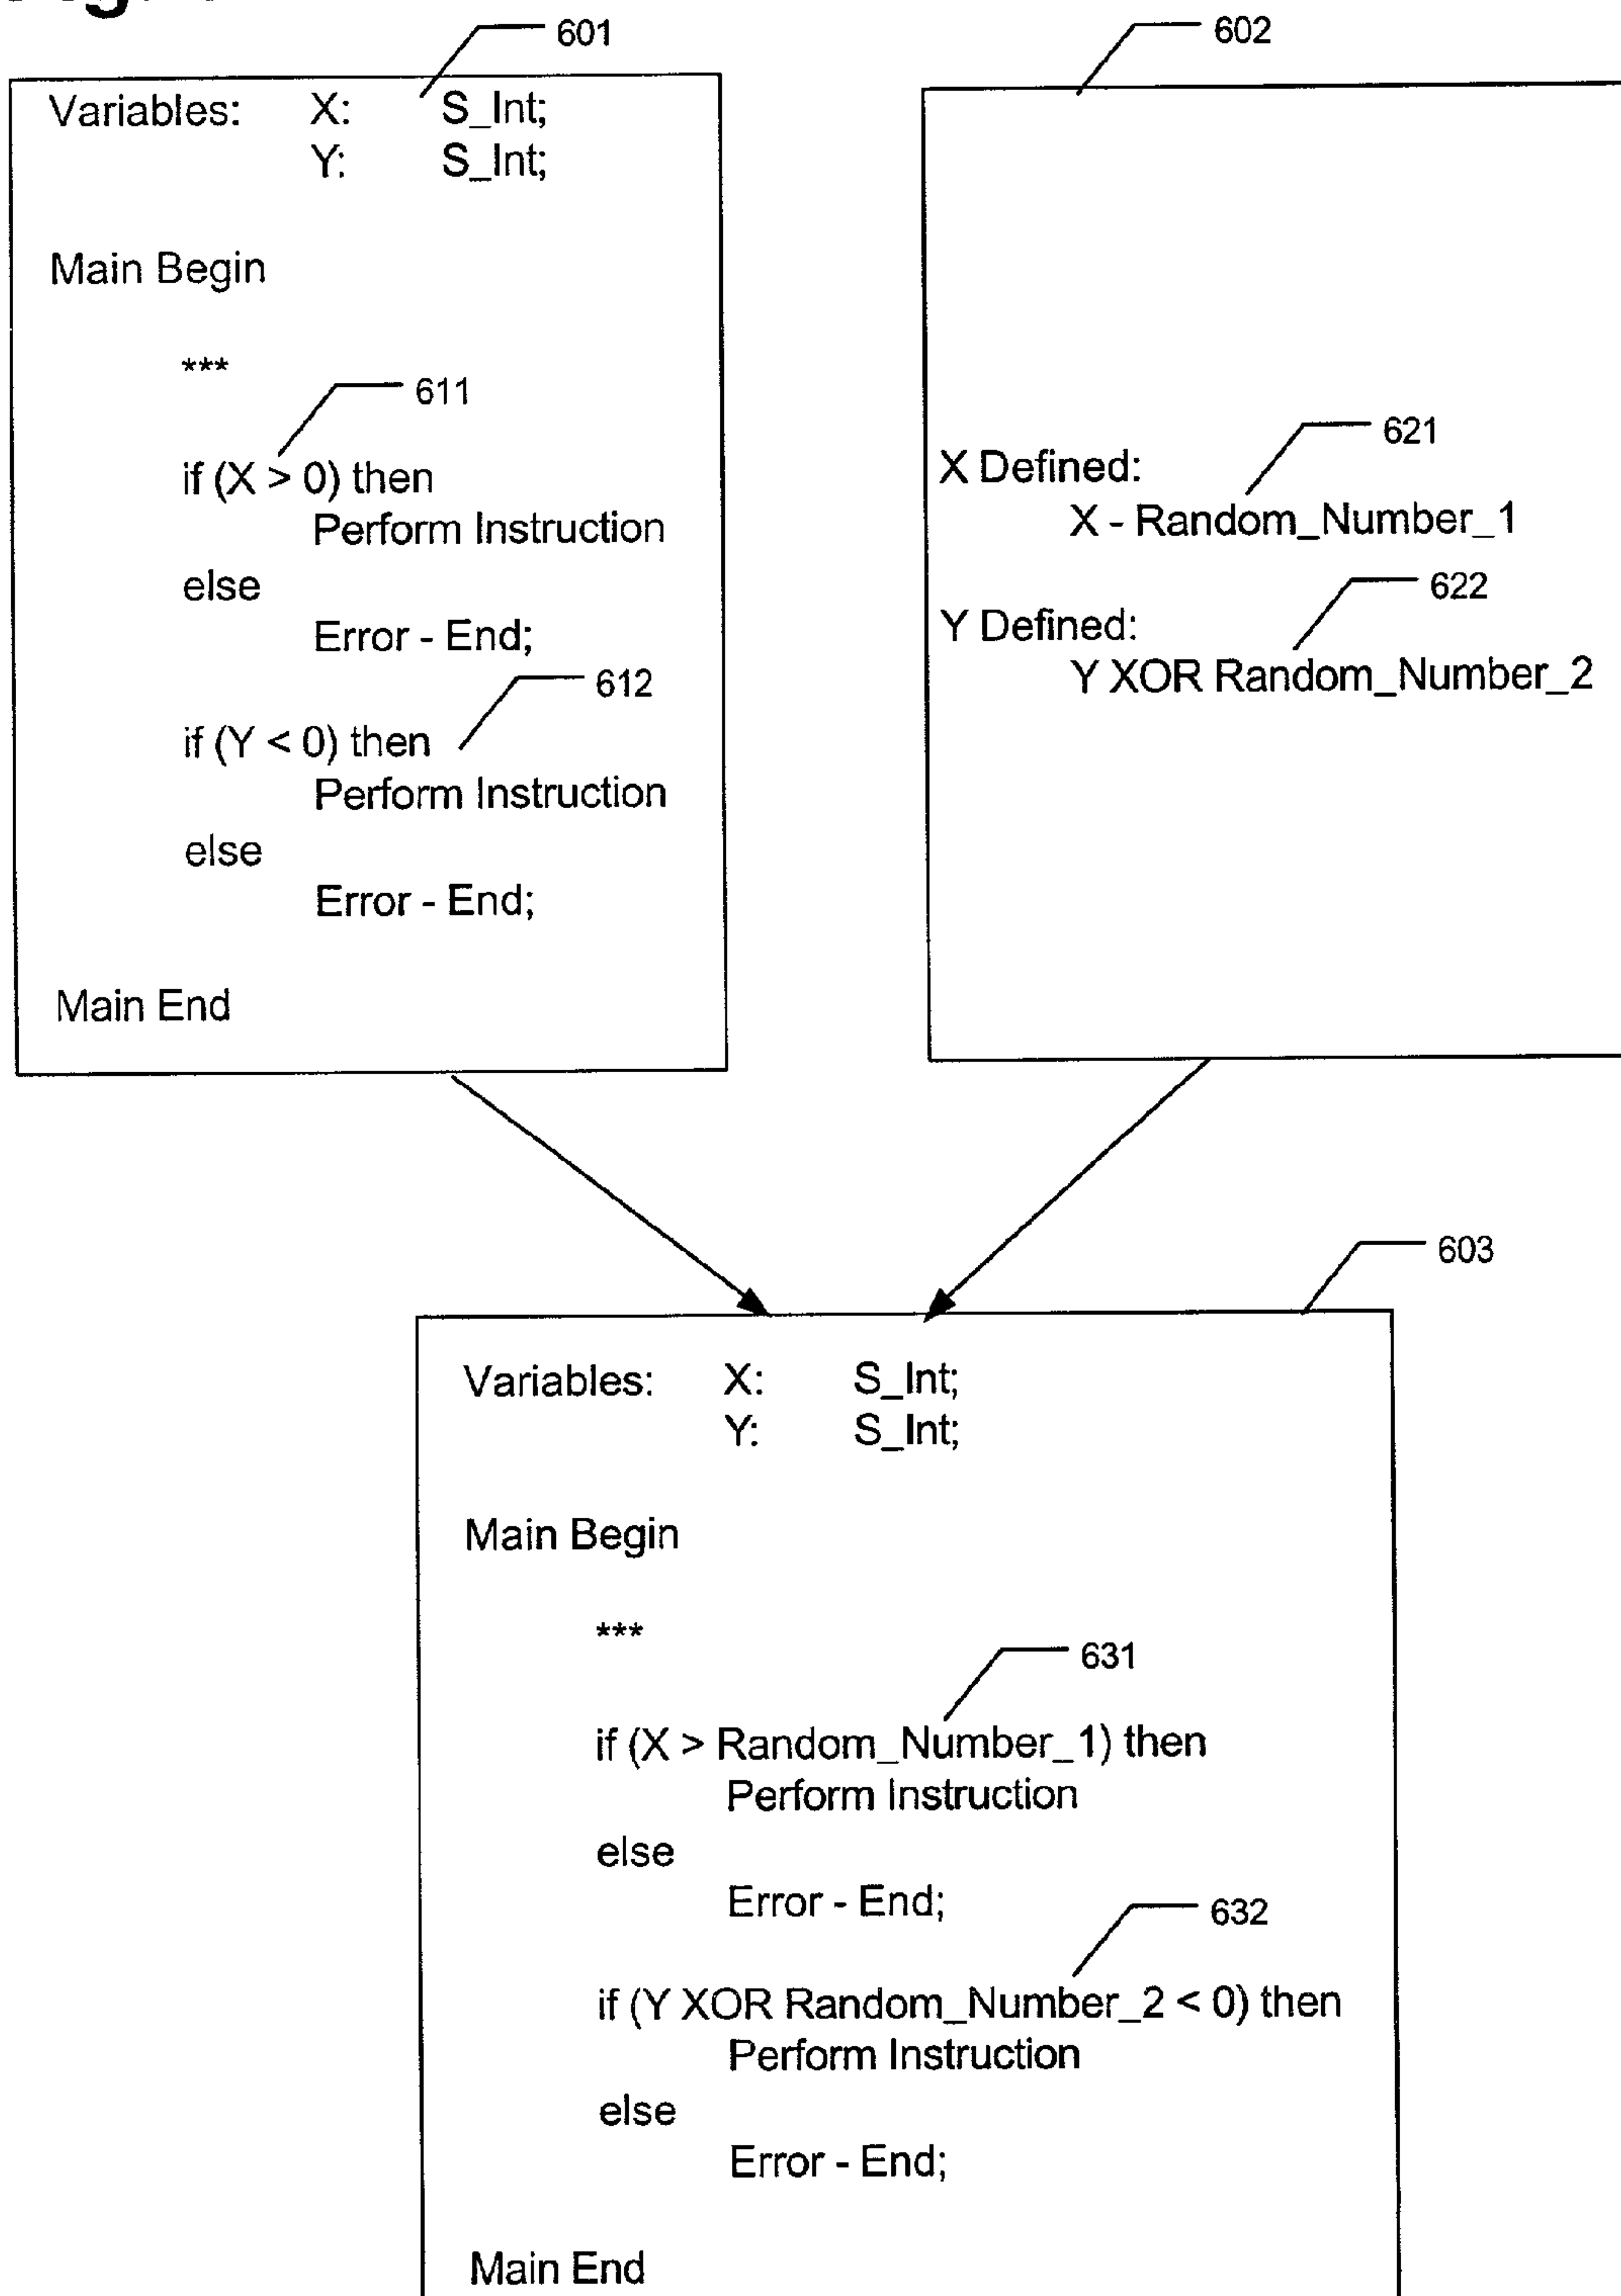 601
Variables: X: S_Int;
Y: S_Int;
Main Begin
***
611
if (X > 0) then
Perform Instruction
else
Error - End;
612
if (Y < 0) then
Perform Instruction
else
Error - End;
Main End
602
621
X Defined:
X - Random_Number_1
622
Y Defined:
Y XOR Random_Number_2
603
Variables: X: S_Int;
Y: S_Int;
Main Begin
***
631
if (X > Random_Number_1) then
Perform Instruction
else
Error - End;
632
if (Y XOR Random_Number_2 < 0) then
Perform Instruction
else
Error - End;
Main End